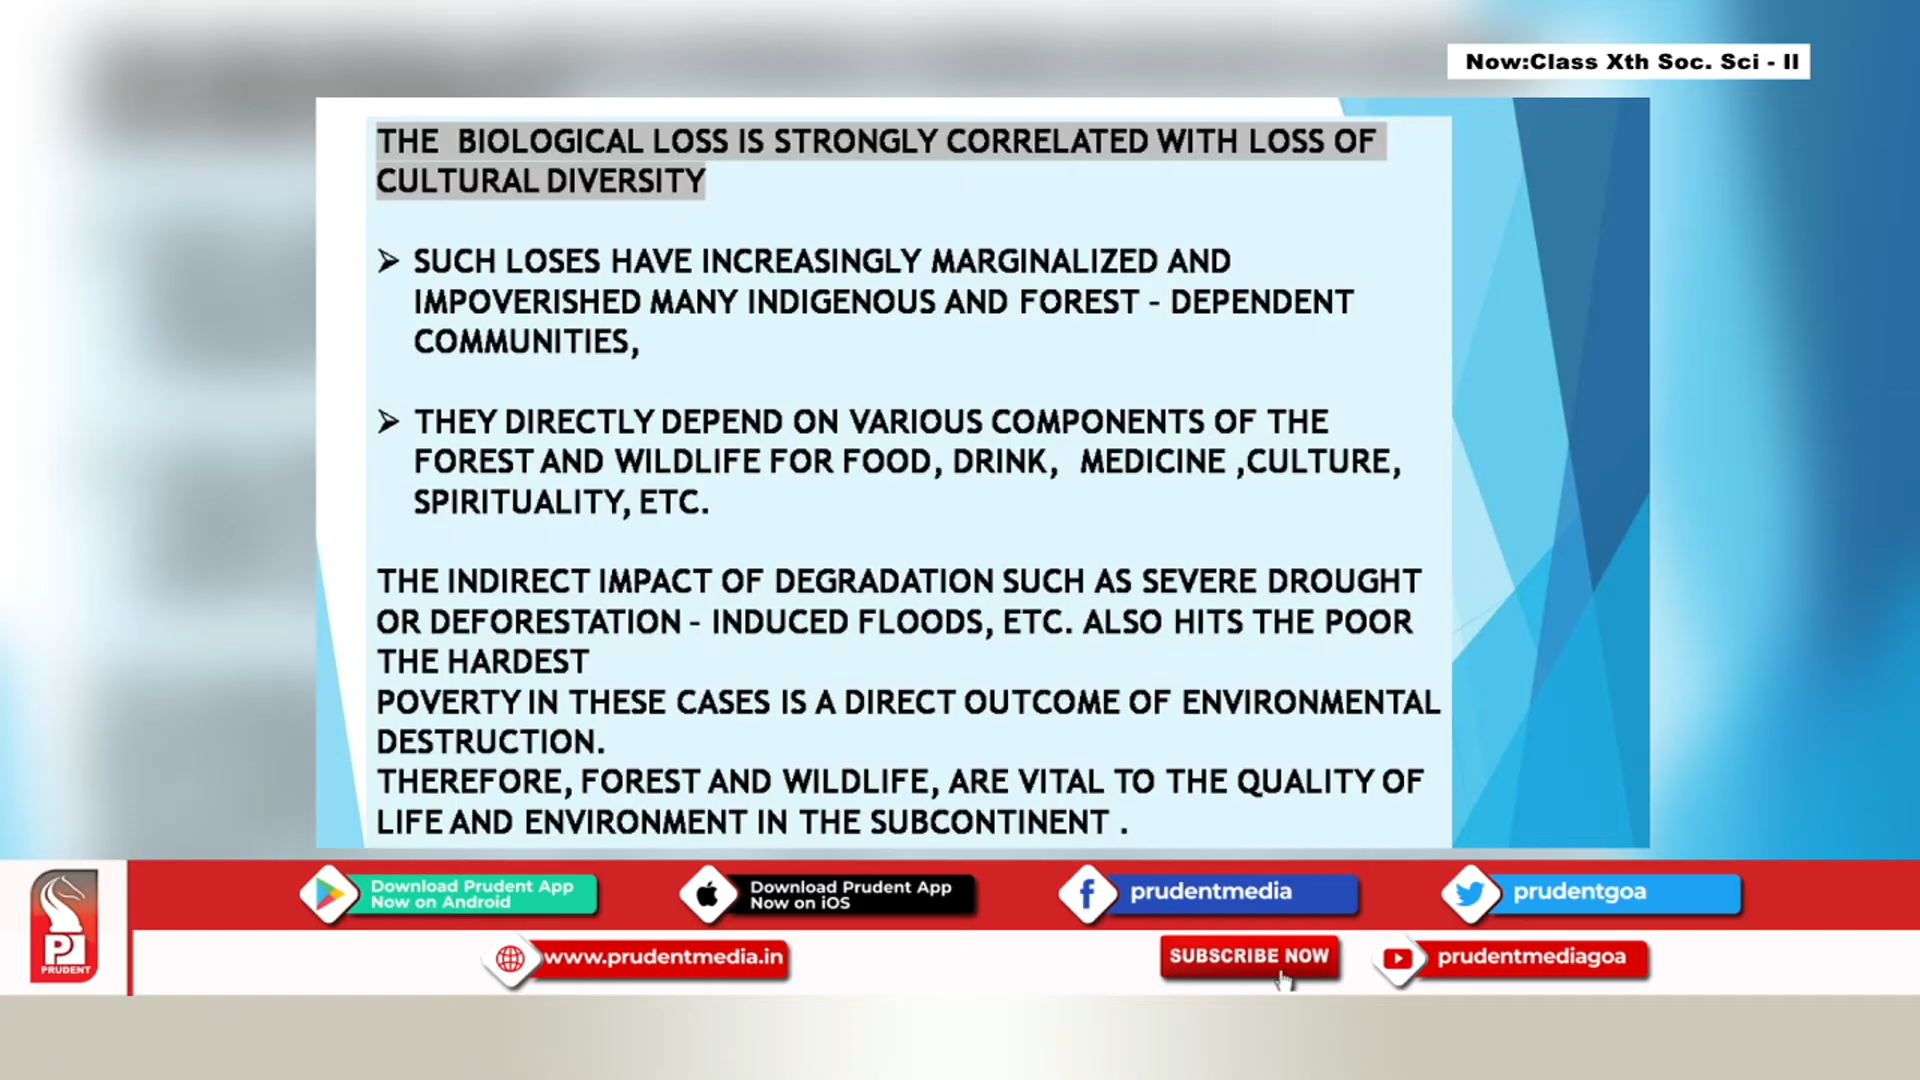 Now:Class Xth Soc. Sci - II
THE BIOLOGICAL LOSS IS STRONGLY CORRELATED WITH LOSS OF
CULTURAL DIVERSITY
➢ SUCH LOSES HAVE INCREASINGLY MARGINALIZED AND
IMPOVERISHED MANY INDIGENOUS AND FOREST - DEPENDENT
COMMUNITIES,
➢ THEY DIRECTLY DEPEND ON VARIOUS COMPONENTS OF THE
FOREST AND WILDLIFE FOR FOOD, DRINK, MEDICINE ,CULTURE,
SPIRITUALITY, ETC.
THE INDIRECT IMPACT OF DEGRADATION SUCH AS SEVERE DROUGHT
OR DEFORESTATION - INDUCED FLOODS, ETC. ALSO HITS THE POOR
THE HARDEST
POVERTY IN THESE CASES IS A DIRECT OUTCOME OF ENVIRONMENTAL
DESTRUCTION.
THEREFORE, FOREST AND WILDLIFE, ARE VITAL TO THE QUALITY OF
LIFE AND ENVIRONMENT IN THE SUBCONTINENT .
Download Prudent App
Now on Android
Download Prudent App
Now on iOS
prudentmedia
prudentgoa
PRUDENT
www.prudentmedia.in
SUBSCRIBE NOW
prudentmediagoa